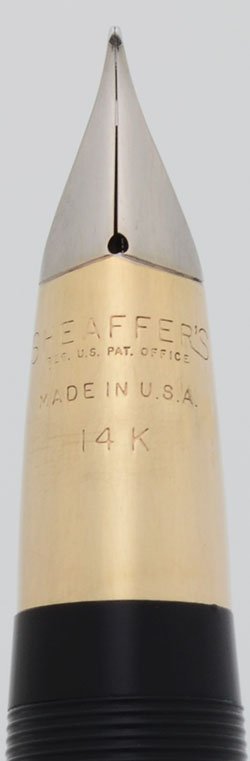 SHEAFFER'S
REG. U.S. PAT. OFFICE
MADE IN U.S.A.
14 K